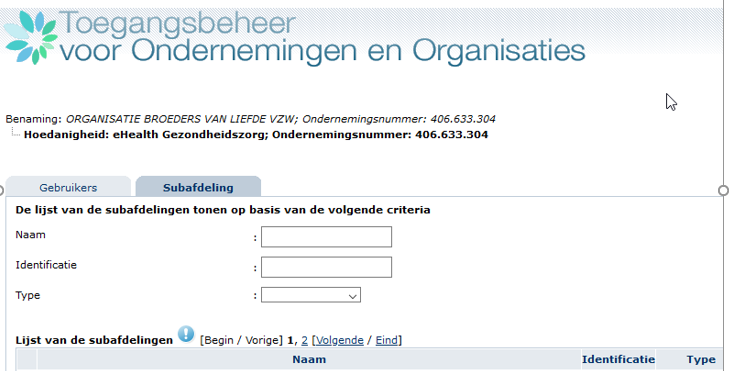 Toegangsbeheer
voor Ondernemingen en Organisaties
Benaming: ORGANISATIE BROEDERS VAN LIEFDE VZW; Ondernemingsnummer: 406.633.304
Hoedanigheid: eHealth Gezondheidszorg; Ondernemingsnummer: 406.633.304
Gebruikers Subafdeling
De lijst van de subafdelingen tonen op basis van de volgende criteria
Naam :
Identificatie :
Type :
Lijst van de subafdelingen ! [Begin / Vorige] 1, 2 [Volgende / Eind]
Naam Identificatie Type